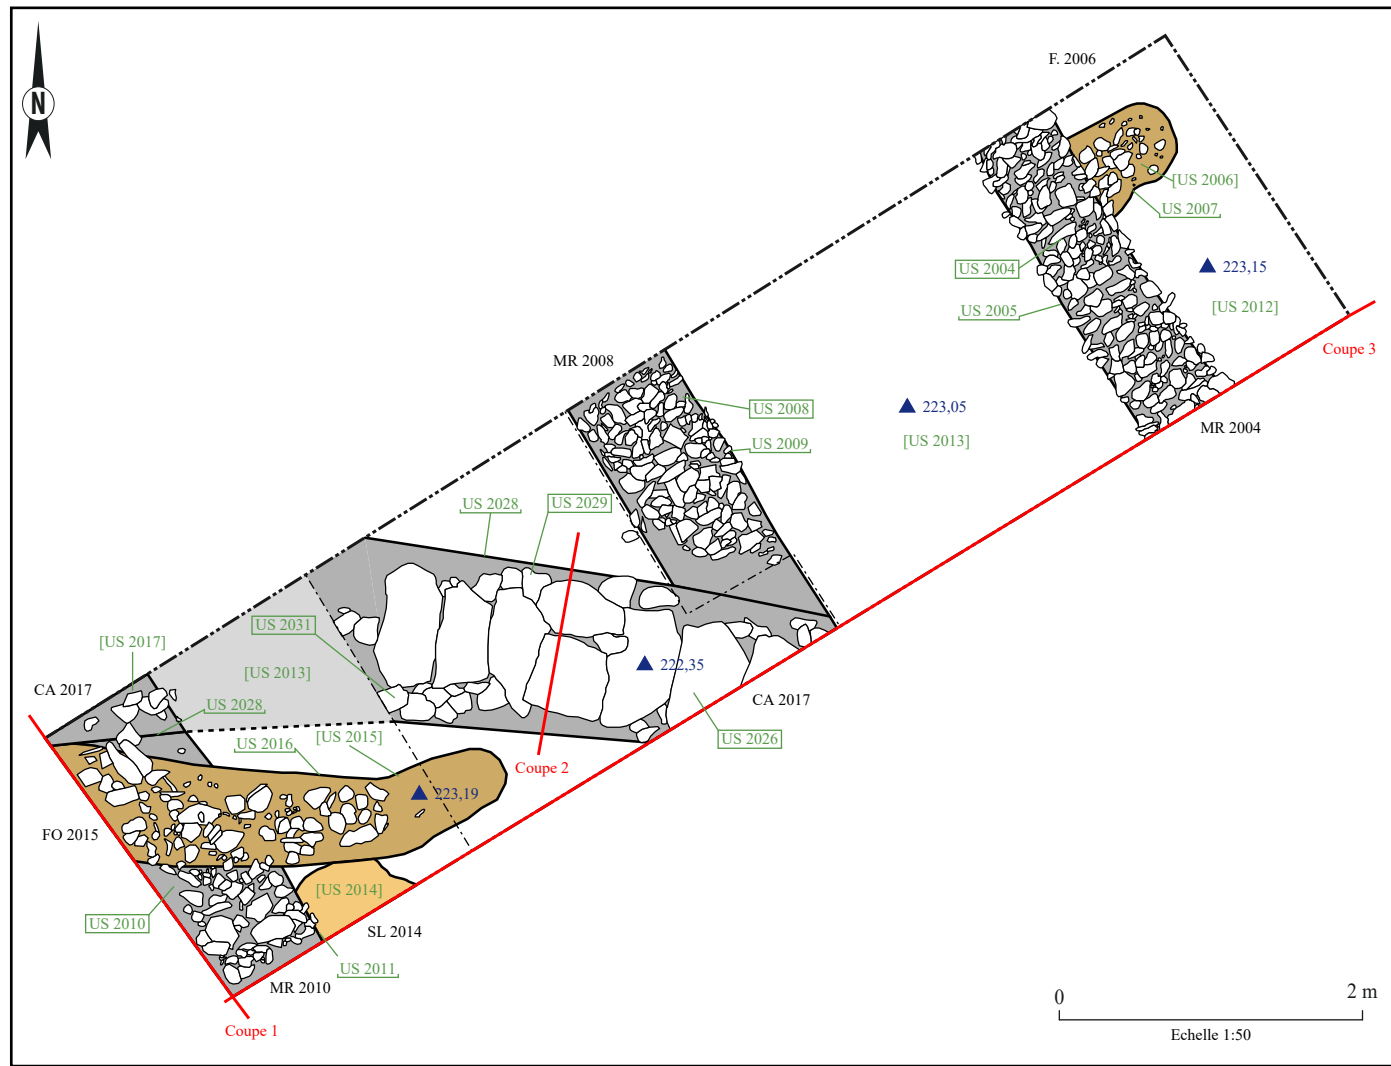 N
F. 2006
[US 2006]
US 2007
US 2004
223,15
US 2005
[US 2012]
Coupe 3
MR 2008
US 2008
223,05
MR 2004
US 2009
[US 2013]
US 2028
US 2029
US 2031
[US 2017]
[US 2013]
222,35
CA 2017
CA 2017
US 2028
US 2016
[US 2015]
US 2026
Coupe 2
223,19
FO 2015
[US 2014]
US 2010
SL 2014
US 2011
MR 2010
0
2 m
Coupe 1
Echelle 1:50